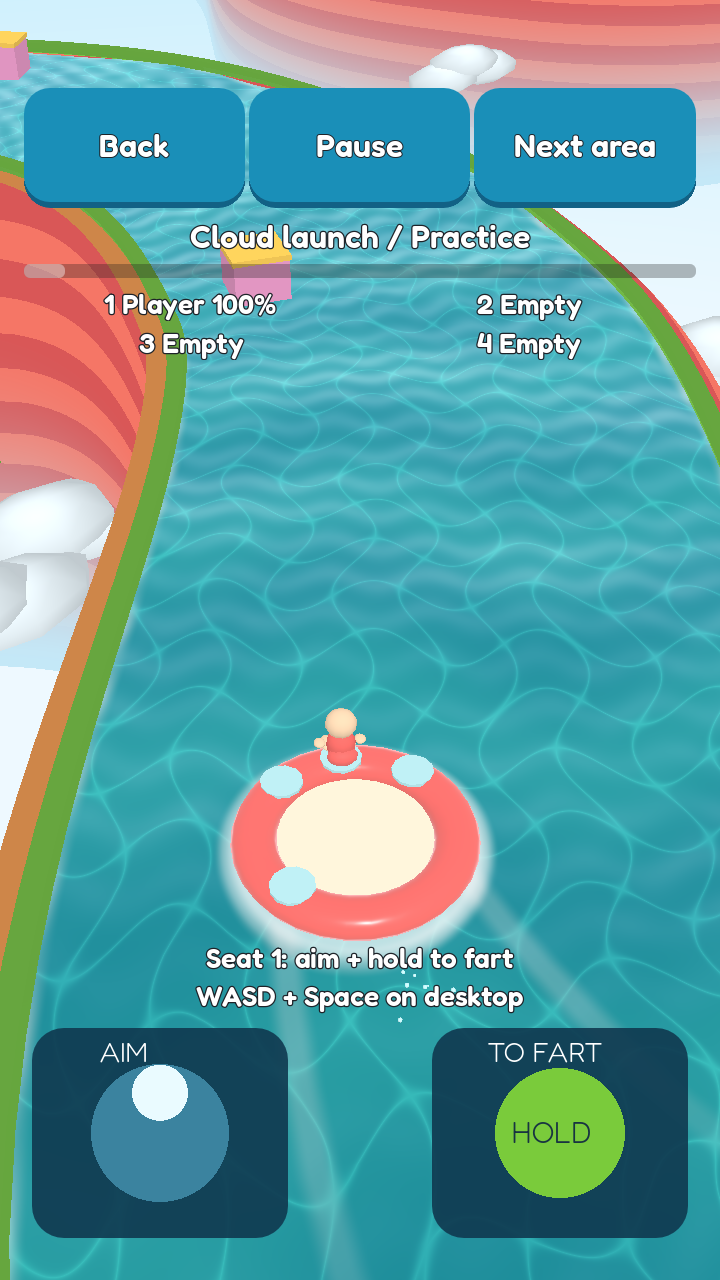 Back
Pause
Next area
Cloud launch / Practice
1 Player 100%
2 Empty
3 Empty
4 Empty
Seat 1: aim + hold to fart
WASD + Space on desktop
AIM
TO FART
HOLD